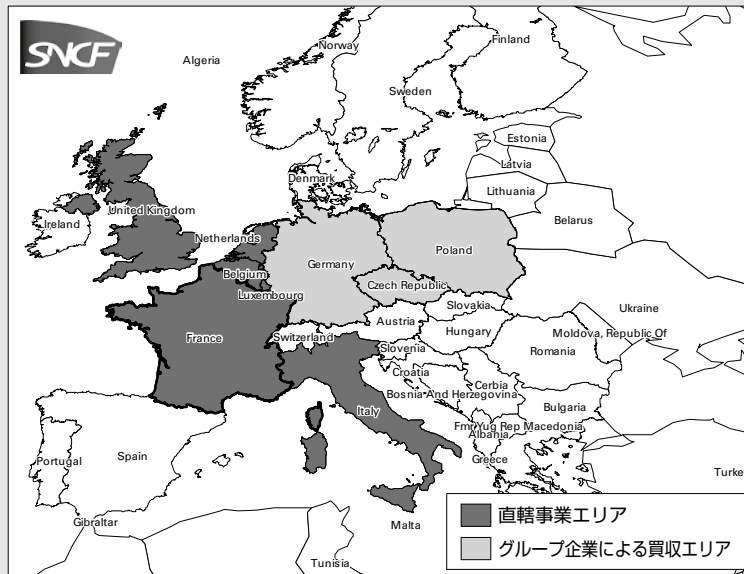 SNCF
Norway
Finland
Algeria
Sweden
Estonia
Latvia
Denmark
Lithuania
United Kingdom
Belarus
Ireland
Netherlands
Poland
Germany
Belgium
Czech Republic
Luxembourg
Slovakia
Ukraine
Austria
France
Switzerland
Hungary
Moldova, Republic Of
Slovenia
Romania
Croatia
Cerbia
Bosnia And Herzegovina
Italy
Bulgaria
Fmr Yug Rep Macedonia
Albania
Portugal
Spain
Greece
Turke
Gibraltar
Malta
Tunisia
直轄事業エリア
グループ企業による買収エリア